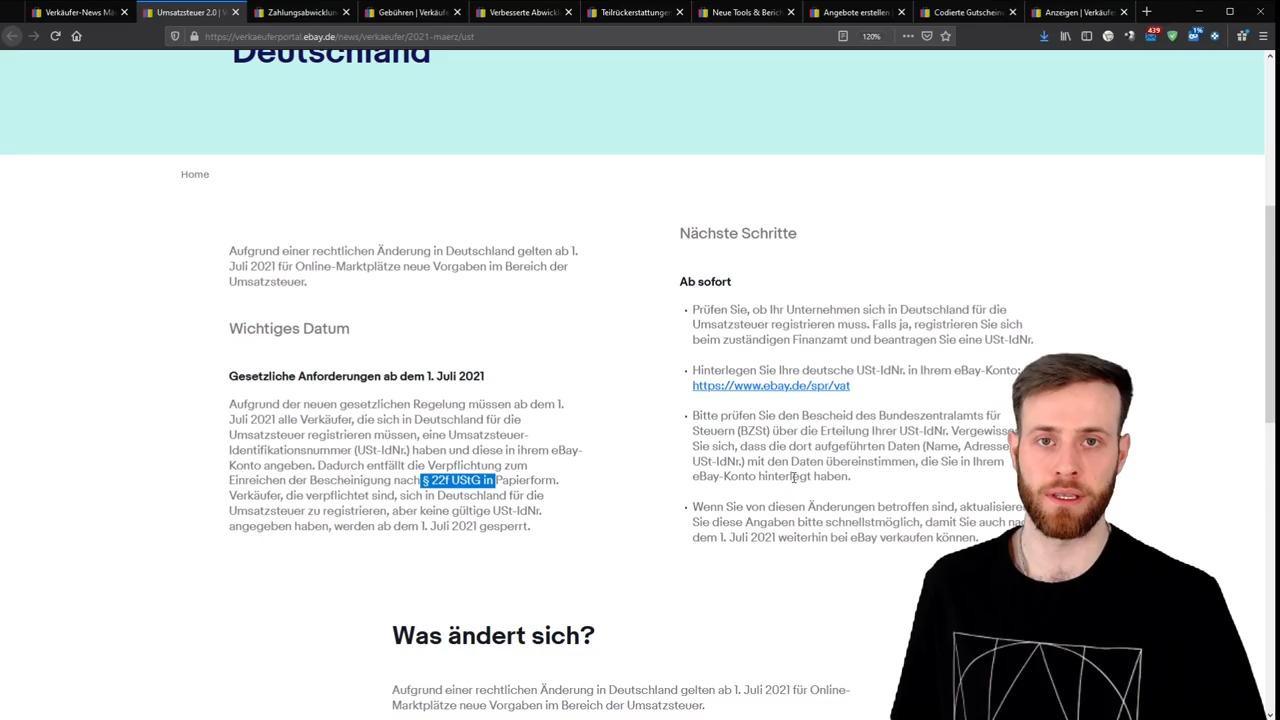 Verkäufer-News Mä
Umsatzsteuer 2.0 | V
Zahlungsabwicklun
Gebühren | Verkäufe
Verbesserte Abwickl
Teilrückerstattungen
Neue Tools & Berich
Angebote erstellen |
Codierte Gutschein
Anzeigen | Verkäufe
https://verkaeuferportal.ebay.de/news/verkaeufer/2021-maerz/ust
120%
439
1%
Deutschland
Home
Aufgrund einer rechtlichen Änderung in Deutschland gelten ab 1.
Juli 2021 für Online-Marktplätze neue Vorgaben im Bereich der
Umsatzsteuer.
Wichtiges Datum
Gesetzliche Anforderungen ab dem 1. Juli 2021
Aufgrund der neuen gesetzlichen Regelung müssen ab dem 1.
Juli 2021 alle Verkäufer, die sich in Deutschland für die
Umsatzsteuer registrieren müssen, eine Umsatzsteuer-
Identifikationsnummer (USt-IdNr.) haben und diese in ihrem eBay-
Konto angeben. Dadurch entfällt die Verpflichtung zum
Einreichen der Bescheinigung nach § 22f UStG in Papierform.
Verkäufer, die verpflichtet sind, sich in Deutschland für die
Umsatzsteuer zu registrieren, aber keine gültige USt-IdNr.
angegeben haben, werden ab dem 1. Juli 2021 gesperrt.
Nächste Schritte
Ab sofort
· Prüfen Sie, ob Ihr Unternehmen sich in Deutschland für die
Umsatzsteuer registrieren muss. Falls ja, registrieren Sie sich
beim zuständigen Finanzamt und beantragen Sie eine USt-IdNr.
· Hinterlegen Sie Ihre deutsche USt-IdNr. in Ihrem eBay-Konto:
https://www.ebay.de/spr/vat
· Bitte prüfen Sie den Bescheid des Bundeszentralamts für
Steuern (BZSt) über die Erteilung Ihrer USt-IdNr. Vergewisse
Sie sich, dass die dort aufgeführten Daten (Name, Adresse
USt-IdNr.) mit den Daten übereinstimmen, die Sie in Ihrem
eBay-Konto hinterlegt haben.
· Wenn Sie von diesen Änderungen betroffen sind, aktualisiere
Sie diese Angaben bitte schnellstmöglich, damit Sie auch nac
dem 1. Juli 2021 weiterhin bei eBay verkaufen können.
Was ändert sich?
Aufgrund einer rechtlichen Änderung in Deutschland gelten ab 1. Juli 2021 für Online-
Marktplätze neue Vorgaben im Bereich der Umsatzsteuer.